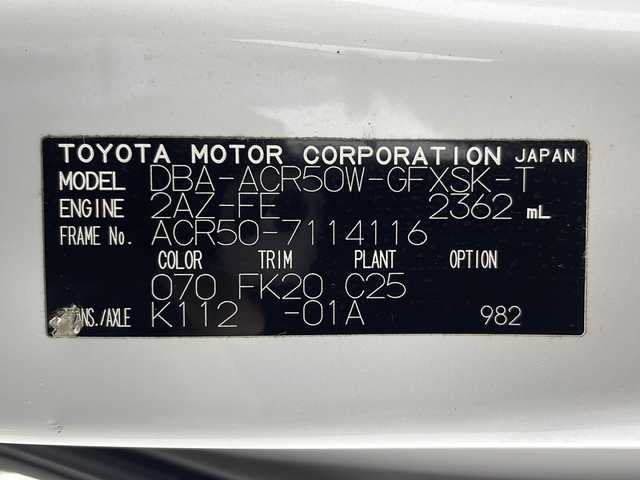 TOYOTA MOTOR CORPORATION JAPAN
MODEL DBA-ACR50W-GFXSK-T
ENGINE 2AZ-FE 2362 mL
FRAME No. ACR50-7114116
COLOR TRIM PLANT OPTION
070 FK20 C25
ANS./AXLE K112 -01A 982